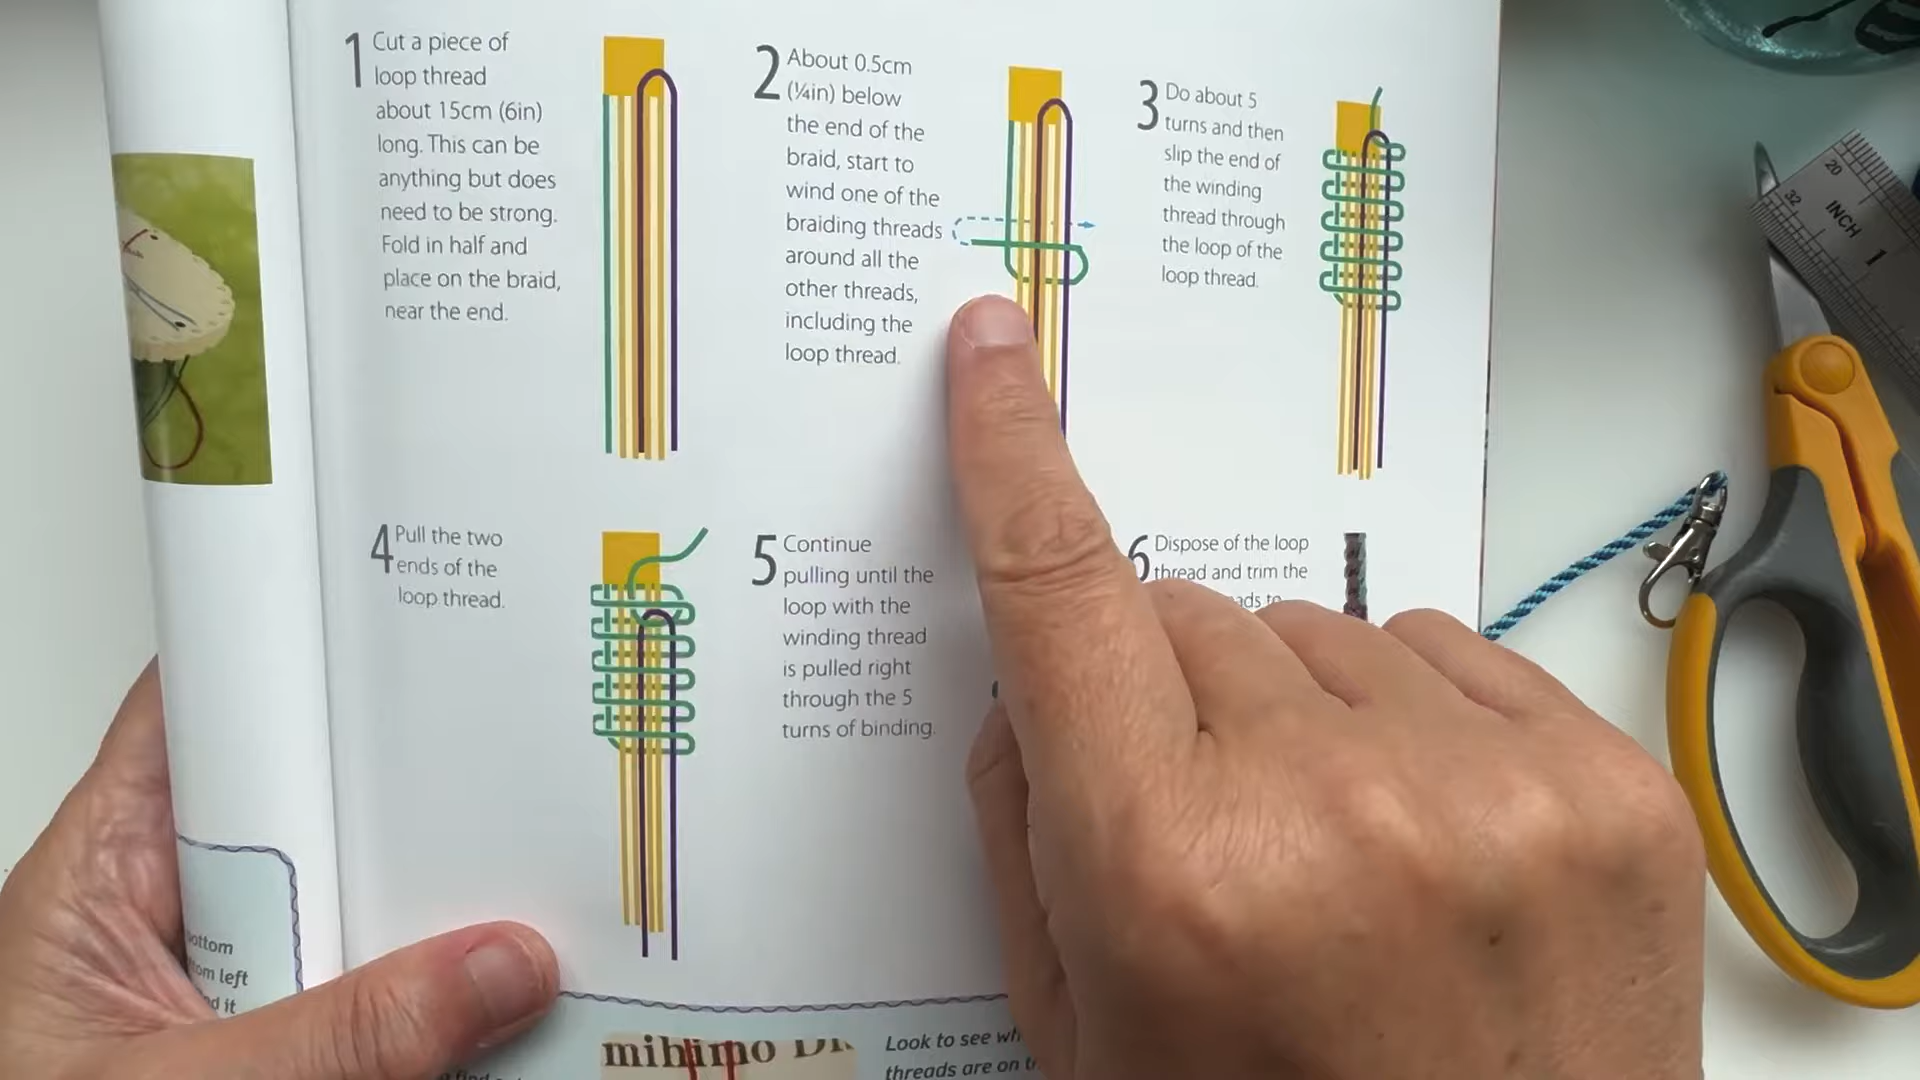 1 Cut a piece of
loop thread
about 15cm (6in)
long. This can be
anything but does
need to be strong.
Fold in half and
place on the braid,
near the end.
2 About 0.5cm
(¼in) below
the end of the
braid, start to
wind one of the
braiding threads
around all the
other threads,
including the
loop thread.
3 Do about 5
turns and then
slip the end of
the winding
thread through
the loop of the
loop thread.
4 Pull the two
ends of the
loop thread.
5 Continue
pulling until the
loop with the
winding thread
is pulled right
through the 5
turns of binding.
6 Dispose of the loop
thread and trim the
to
left
it
Look to see
threads are on
20
32
INCH
1